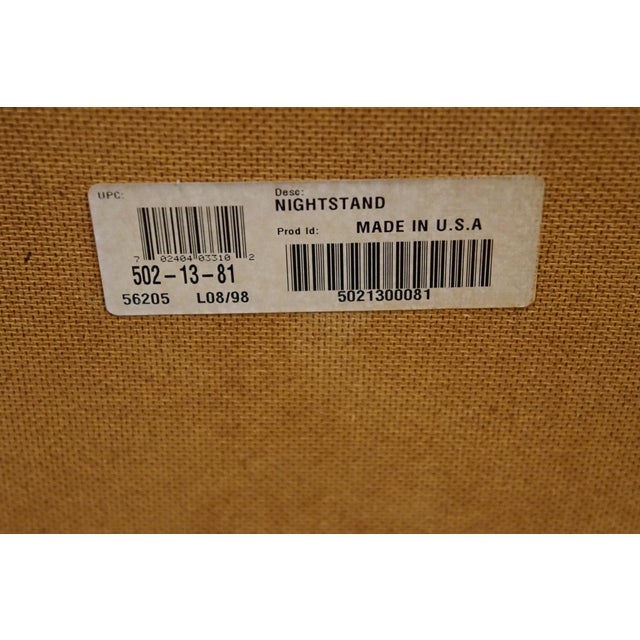 UPC:
7 02404 03310 2
502-13-81
56205 L08/98
Desc:
NIGHTSTAND
Prod Id: MADE IN U.S.A
5021300081